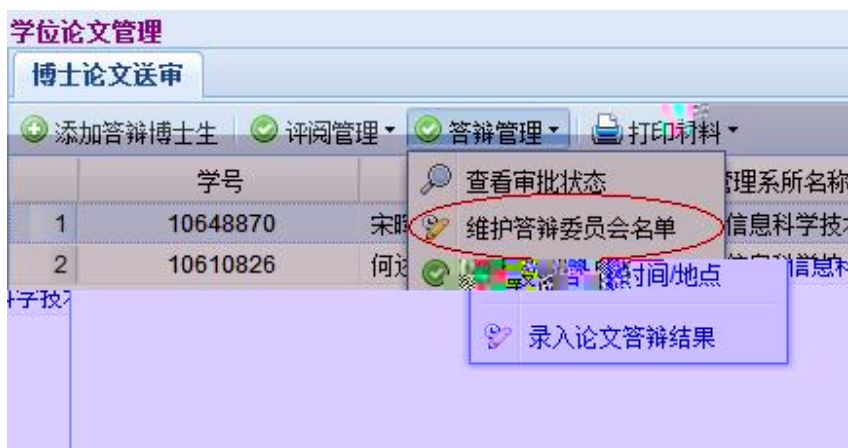 学位论文管理
博士论文送审
添加答辩博士生 评阅管理 答辩管理 打印材料
学号 查看审批状态 管理系所名称
1 10648870 宋 维护答辩委员会名单 信息科学技
2 10610826 何 时间/地点 信息科
录入论文答辩结果